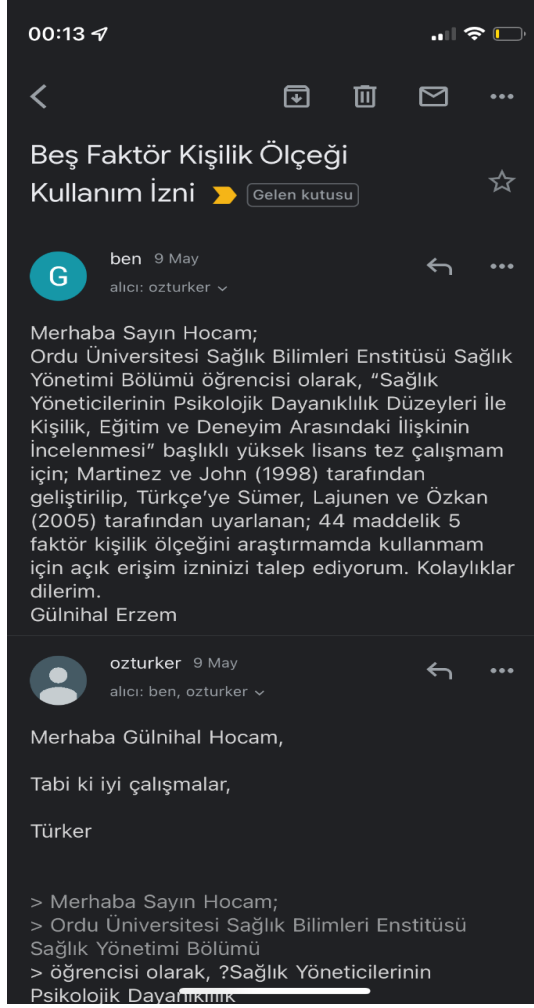 00:13
Beş Faktör Kişilik Ölçeği
Kullanım İzni Gelen kutusu
G
ben 9 May
alıcı: ozturker
Merhaba Sayın Hocam;
Ordu Üniversitesi Sağlık Bilimleri Enstitüsü Sağlık
Yönetimi Bölümü öğrencisi olarak, “Sağlık
Yöneticilerinin Psikolojik Dayanıklılık Düzeyleri İle
Kişilik, Eğitim ve Deneyim Arasındaki İlişkinin
İncelenmesi” başlıklı yüksek lisans tez çalışmam
için; Martinez ve John (1998) tarafından
geliştirilip, Türkçe’ye Sümer, Lajunen ve Özkan
(2005) tarafından uyarlanan; 44 maddelik 5
faktör kişilik ölçeğini araştırmamda kullanmam
için açık erişim izninizi talep ediyorum. Kolaylıklar
dilerim.
Gülnihal Erzem
ozturker 9 May
alıcı: ben, ozturker
Merhaba Gülnihal Hocam,
Tabi ki iyi çalışmalar,
Türker
> Merhaba Sayın Hocam;
> Ordu Üniversitesi Sağlık Bilimleri Enstitüsü
Sağlık Yönetimi Bölümü
> öğrencisi olarak, ?Sağlık Yöneticilerinin
Psikolojik Dayanıklılık